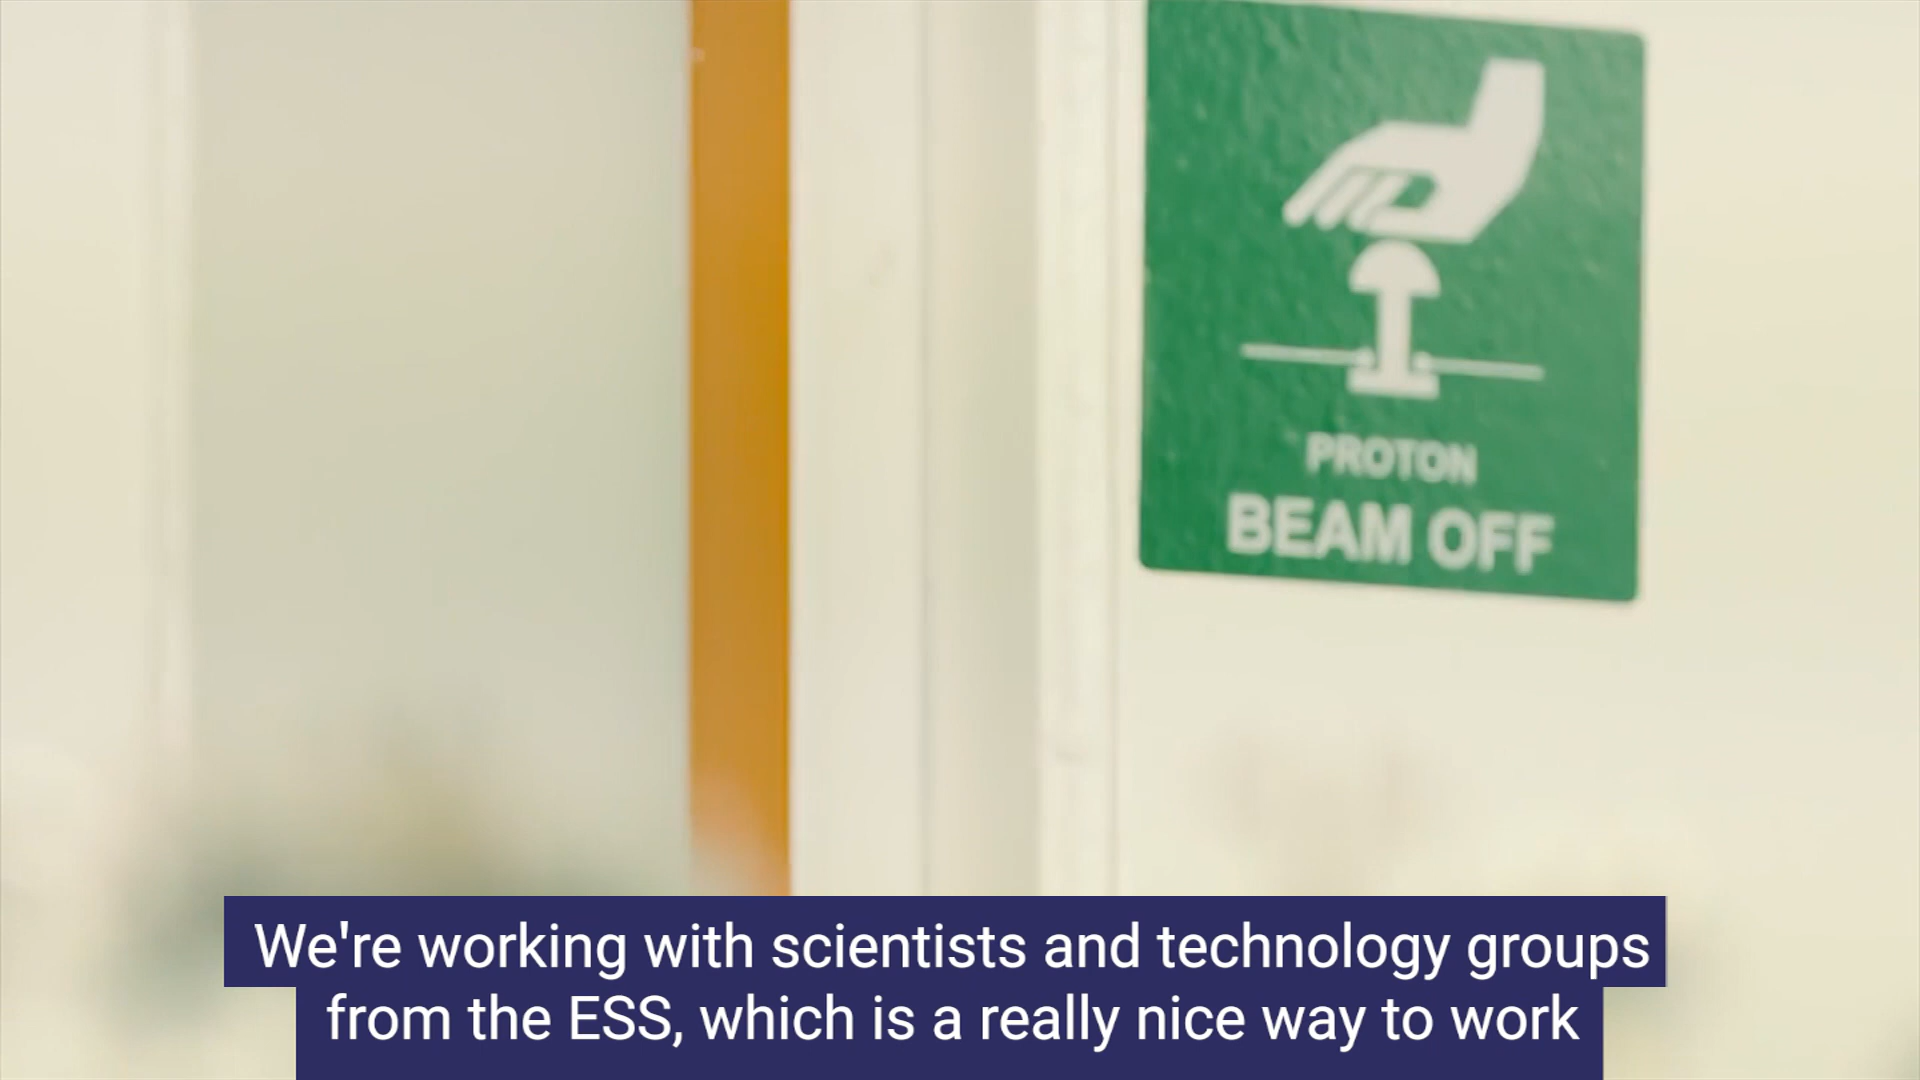 PROTON
BEAM OFF
We're working with scientists and technology groups
from the ESS, which is a really nice way to work